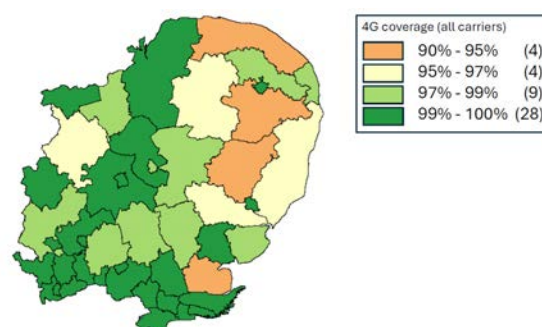 4G coverage (all carriers)
90% - 95% (4)
95% - 97% (4)
97% - 99% (9)
99% - 100% (28)